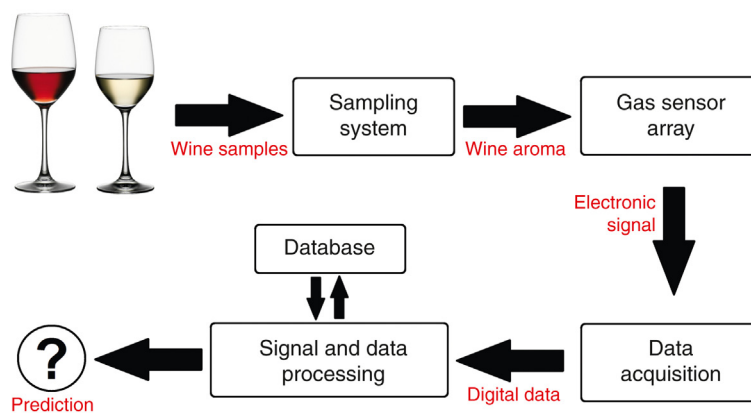 Sampling
system
Gas sensor
array
Wine samples
Wine aroma
Electronic
signal
Database
Signal and data
processing
Data
acquisition
Digital data
?
Prediction